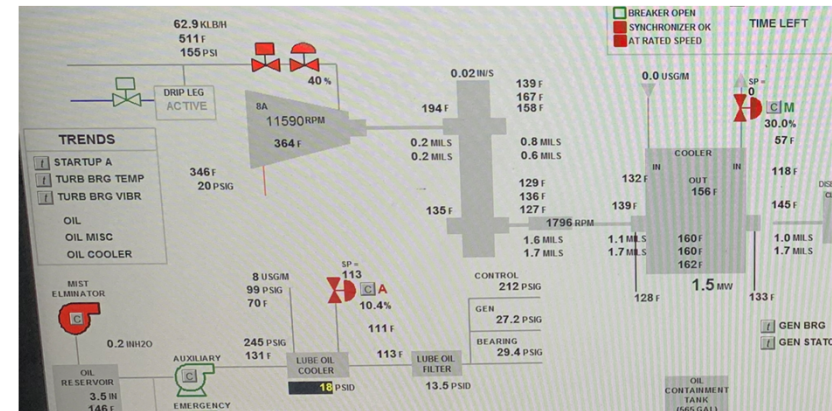 62.9 KLB/H
511 F
155 PSI
BREAKER OPEN
SYNCHRONIZER OK
AT RATED SPEED
TIME LEFT
40 %
DRIP LEG
ACTIVE
8A
11590 RPM
364 F
0.02 IN/S
139 F
167 F
158 F
194 F
0.2 MILS
0.2 MILS
0.8 MILS
0.6 MILS
0.0 USG/M
SP =
0
C M
30.0%
57 F
TRENDS
f STARTUP A
f TURB BRG TEMP
f TURB BRG VIBR
OIL
OIL MISC
OIL COOLER
346 F
20 PSIG
135 F
129 F
136 F
127 F
1796 RPM
1.6 MILS
1.7 MILS
132 F
139 F
1.1 MILS
1.7 MILS
COOLER
IN
IN
OUT
156 F
160 F
160 F
162 F
118 F
145 F
1.0 MILS
1.7 MILS
1.5 MW
128 F
133 F
MIST
ELMINATOR
C
0.2 INH2O
OIL
RESERVOIR
3.5 IN
146 F
AUXILIARY
C
EMERGENCY
8 USG/M
99 PSIG
70 F
245 PSIG
131 F
SP =
113
C A
10.4%
111 F
LUBE OIL
COOLER
18 PSID
113 F
LUBE OIL
FILTER
13.5 PSID
CONTROL
212 PSIG
GEN
27.2 PSIG
BEARING
29.4 PSIG
f GEN BRG
f GEN STATO
OIL
CONTAINMENT
TANK
(565 GAL)